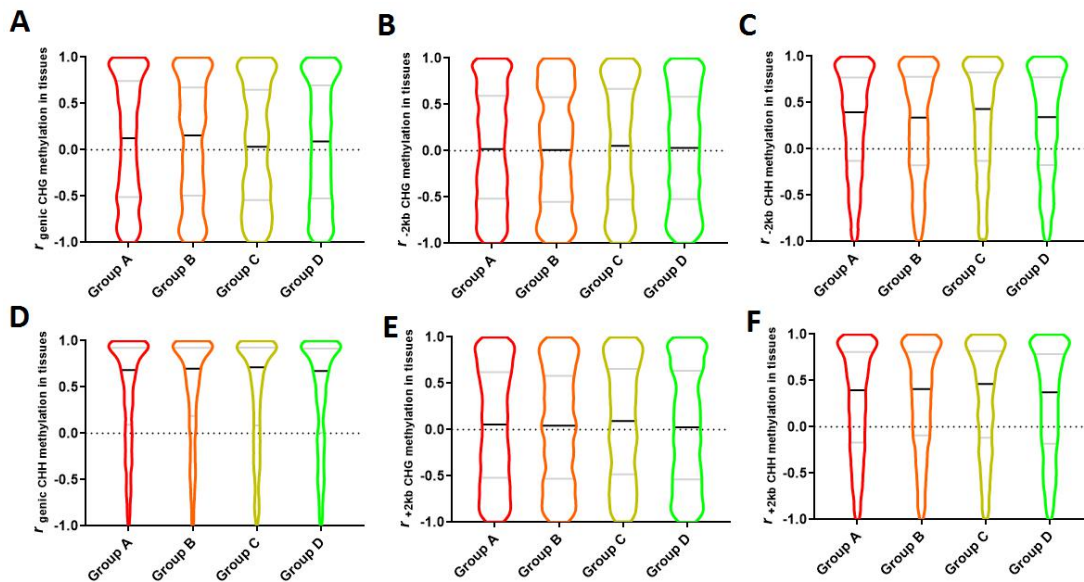 A
r genic CHG methylation in tissues
1.0
0.5
0.0
-0.5
-1.0
Group A
Group B
Group C
Group D
B
r -2kb CHG methylation in tissues
1.0
0.5
0.0
-0.5
-1.0
Group A
Group B
Group C
Group D
C
r -2kb CHH methylation in tissues
1.0
0.5
0.0
-0.5
-1.0
Group A
Group B
Group C
Group D
D
r genic CHH methylation in tissues
1.0
0.5
0.0
-0.5
-1.0
Group A
Group B
Group C
Group D
E
r +2kb CHG methylation in tissues
1.0
0.5
0.0
-0.5
-1.0
Group A
Group B
Group C
Group D
F
r +2kb CHH methylation in tissues
1.0
0.5
0.0
-0.5
-1.0
Group A
Group B
Group C
Group D